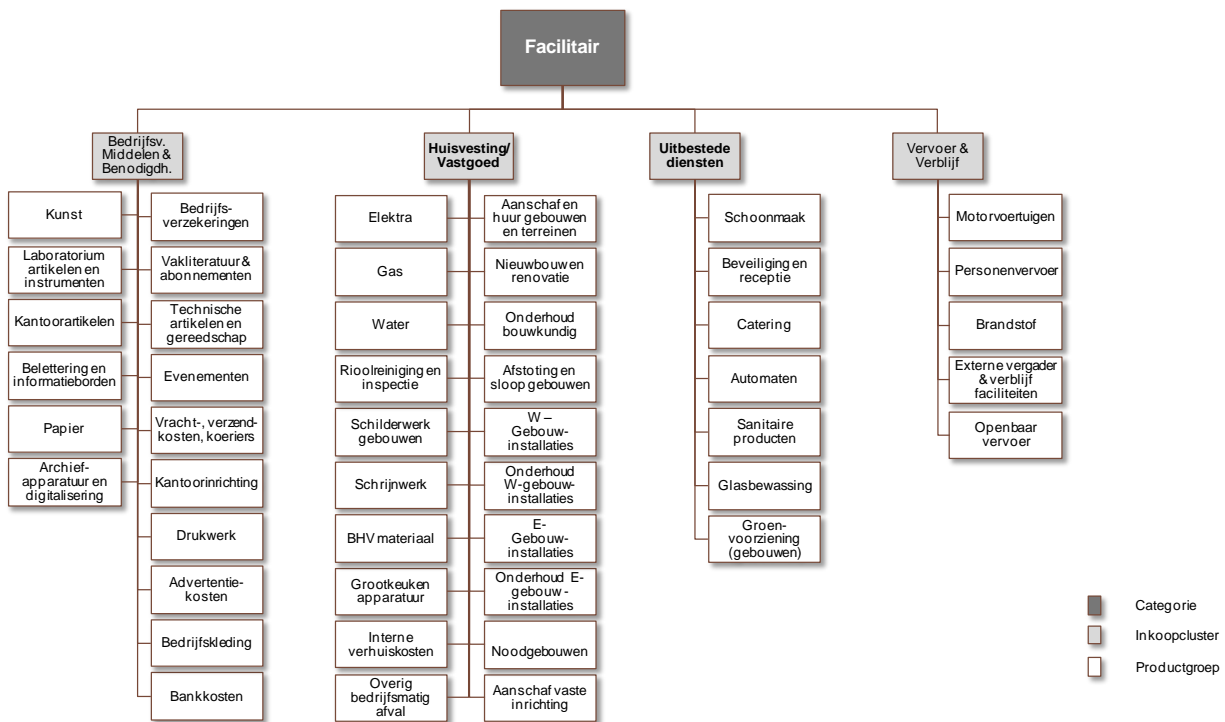 Facilitair
Bedrijfsv.
Middelen &
Benodigdh.
Kunst
Bedrijfs-
verzekeringen
Laboratorium
artikelen en
instrumenten
Vakliteratuur &
abonnementen
Kantoorartikelen
Technische
artikelen en
gereedschap
Belettering en
informatieborden
Evenementen
Papier
Vracht-, verzend-
kosten, koeriers
Archief-
apparatuur en
digitalisering
Kantoorinrichting
Drukwerk
Advertentie-
kosten
Bedrijfskleding
Bankkosten
Huisvesting/
Vastgoed
Elektra
Aanschaf en
huur gebouwen
en terreinen
Gas
Nieuwbouw en
renovatie
Water
Onderhoud
bouwkundig
Rioolreiniging en
inspectie
Afstoting en
sloop gebouwen
Schilderwerk
gebouwen
W –
Gebouw-
installaties
Schrijnwerk
Onderhoud
W-gebouw-
installaties
BHV materiaal
E-
Gebouw-
installaties
Grootkeuken
apparatuur
Onderhoud E-
gebouw-
installaties
Interne
verhuiskosten
Noodgebouwen
Overig
bedrijfsmatig
afval
Aanschaf vaste
inrichting
Uitbestede
diensten
Schoonmaak
Beveiliging en
receptie
Catering
Automaten
Sanitaire
producten
Glasbewassing
Groen-
voorziening
(gebouwen)
Vervoer &
Verblijf
Motorvoertuigen
Personenvervoer
Brandstof
Externe vergader
& verblijf
faciliteiten
Openbaar
vervoer
Categorie
Inkoopcluster
Productgroep